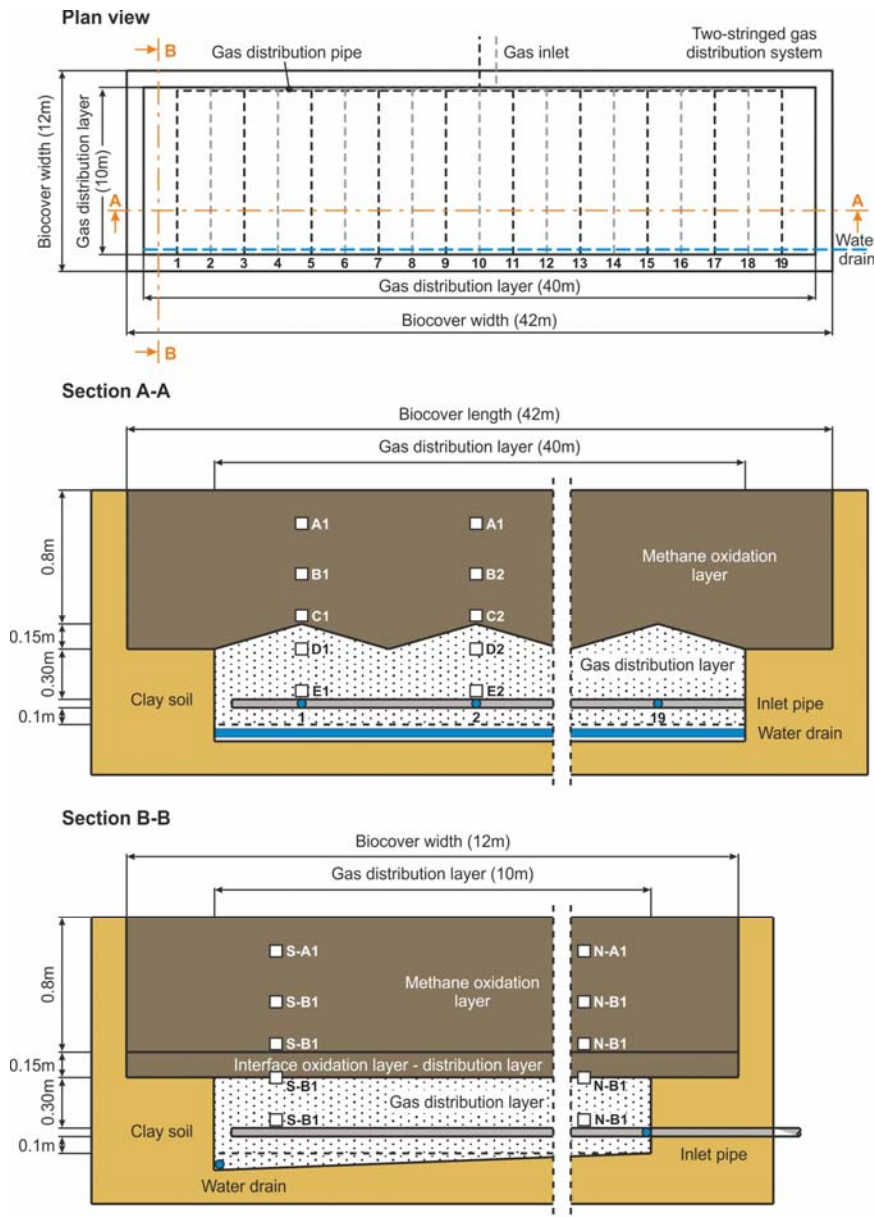 Plan view
B
Gas distribution pipe
Gas inlet
Two-stringed gas
distribution system
Biocover width (12m)
Gas distribution layer
(10m)
A
A
Water
drain
1 2 3 4 5 6 7 8 9 10 11 12 13 14 15 16 17 18 19
Gas distribution layer (40m)
Biocover width (42m)
B
Section A-A
Biocover length (42m)
Gas distribution layer (40m)
0.8m
0.15m
0.30m
0.1m
A1
A1
B1
B2
C1
C2
D1
D2
E1
E2
Methane oxidation
layer
Gas distribution layer
Clay soil
Inlet pipe
1 2 19
Water drain
Section B-B
Biocover width (12m)
Gas distribution layer (10m)
0.8m
0.15m
0.30m
0.1m
S-A1
N-A1
Methane oxidation
layer
S-B1
N-B1
S-B1
N-B1
Interface oxidation layer - distribution layer
S-B1
N-B1
Gas distribution layer
S-B1
N-B1
Clay soil
Inlet pipe
Water drain